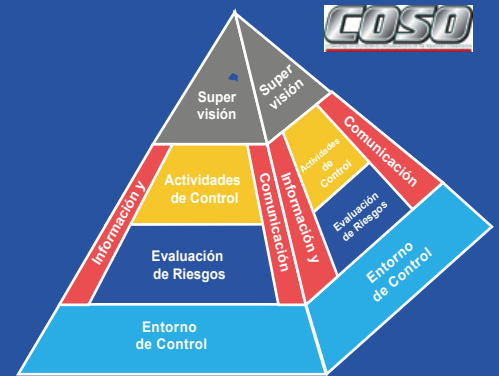 COSO
Super
visión
Información y
Actividades
de Control
Comunicación
Evaluación
de Riesgos
Entorno
de Control
Super
visión
Información y
Actividades
de
Control
Comunicación
Evaluación
de Riesgos
Entorno
de Control